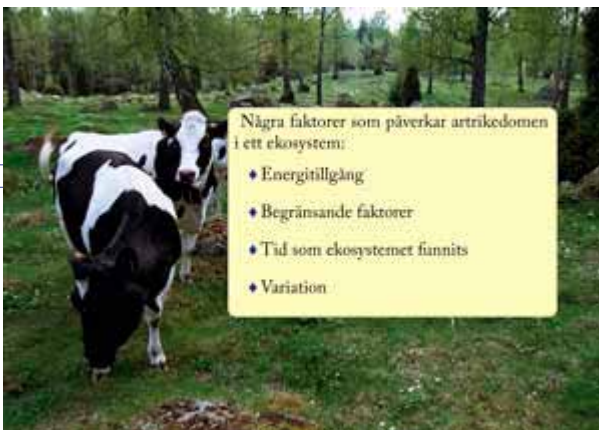 Några faktorer som påverkar artrikedomen
i ett ekosystem:
♦ Energitillgång
♦ Begränsande faktorer
♦ Tid som ekosystemet funnits
♦ Variation